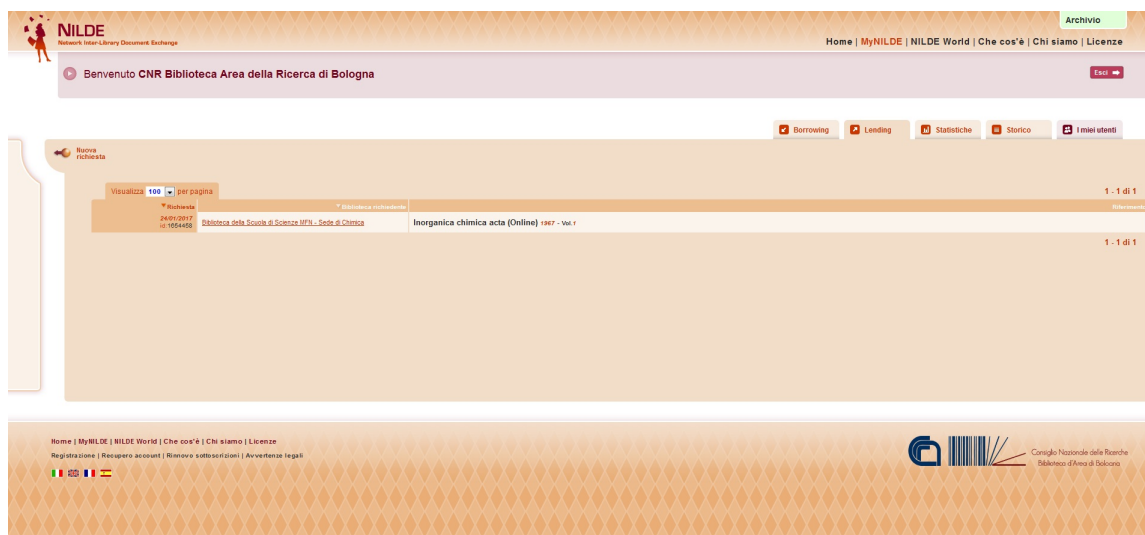 Archivio
NILDE
Network Inter-Library Document Exchange
Home | MyNILDE | NILDE World | Che cos'è | Chi siamo | Licenze
Benvenuto CNR Biblioteca Area della Ricerca di Bologna
Esci
Borrowing Lending Statistiche Storico I miei utenti
Nuova
richiesta
Visualizza 100 per pagina 1 - 1 di 1
Richiesta Biblioteca richiedente Riferimento
24/01/2017
id:1654458 Biblioteca della Scuola di Scienze MFN - Sede di Chimica Inorganica chimica acta (Online) 1967 - Vol.1
1 - 1 di 1
Home | MyNILDE | NILDE World | Che cos'è | Chi siamo | Licenze
Registrazione | Recupero account | Rinnovo sottoscrizioni | Avvertenze legali
Consiglio Nazionale delle Ricerche
Biblioteca d'Area di Bologna